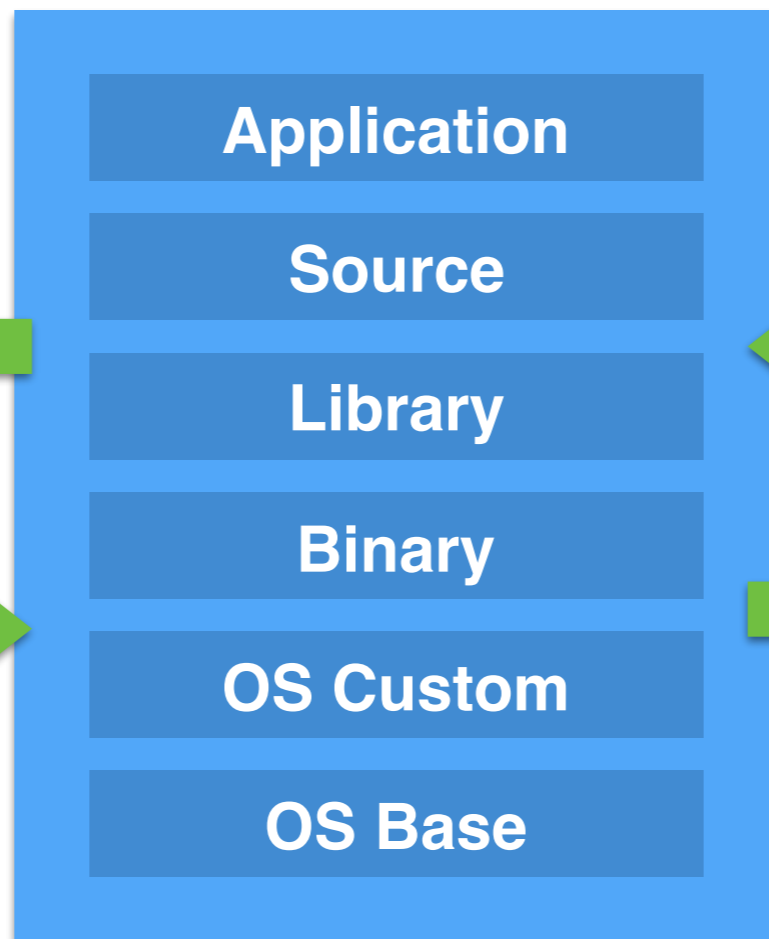 Application
Source
Library
Binary
OS Custom
OS Base